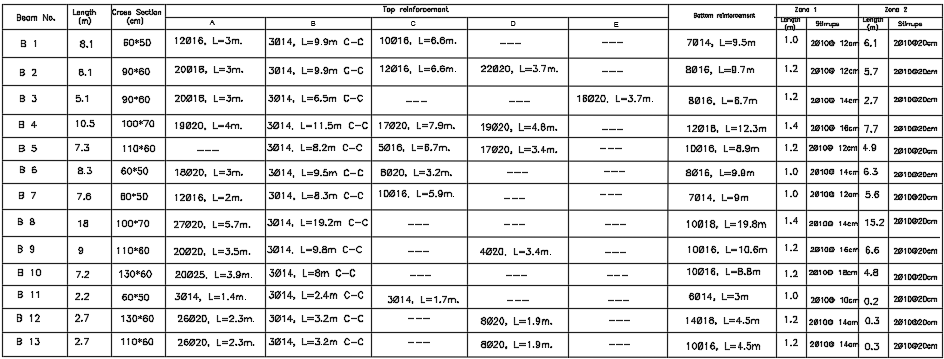 Beam No. Length (m) Cross Section (cm) Top reinforcement Bottom reinforcement Zone 1 Zone 2
A B C D E Length (m) Stirrups Length (m) Stirrups
B 1 8.1 60*50 12Ø16, L=3m. 3Ø14, L=9.9m C-C 10Ø16, L=6.6m. --- --- 7Ø14, L=9.5m 1.0 2Ø10@ 12cm 6.1 2Ø10@20cm
B 2 8.1 90*60 20Ø16, L=3m. 3Ø14, L=9.9m C-C 12Ø16, L=6.6m. 22Ø20, L=3.7m. --- 8Ø16, L=9.7m 1.2 2Ø10@ 12cm 5.7 2Ø10@20cm
B 3 5.1 90*60 20Ø16, L=3m. 3Ø14, L=6.5m C-C --- --- 16Ø20, L=3.7m. 8Ø16, L=6.7m 1.2 2Ø10@ 14cm 2.7 2Ø10@20cm
B 4 10.5 100*70 19Ø20, L=4m. 3Ø14, L=11.5m C-C 17Ø20, L=7.9m. 19Ø20, L=4.8m. --- 12Ø18, L=12.3m 1.4 2Ø10@ 16cm 7.7 2Ø10@20cm
B 5 7.3 110*60 --- 3Ø14, L=8.2m C-C 5Ø16, L=6.7m. 17Ø20, L=3.4m. --- 10Ø16, L=8.9m 1.2 2Ø10@ 12cm 4.9 2Ø10@20cm
B 6 8.3 60*50 18Ø20, L=3m. 3Ø14, L=9.5m C-C 8Ø20, L=3.2m. --- --- 8Ø16, L=9.9m 1.0 2Ø10@ 14cm 6.3 2Ø10@20cm
B 7 7.6 60*50 12Ø16, L=2m. 3Ø14, L=8.3m C-C 10Ø16, L=5.9m. --- --- 7Ø14, L=9m 1.0 2Ø10@ 12cm 5.6 2Ø10@20cm
B 8 18 100*70 27Ø20, L=5.7m. 3Ø14, L=19.2m C-C --- --- --- 10Ø18, L=19.8m 1.4 2Ø10@ 14cm 15.2 2Ø10@20cm
B 9 9 110*60 20Ø20, L=3.5m. 3Ø14, L=9.8m C-C --- 4Ø20, L=3.4m. --- 10Ø16, L=10.6m 1.2 2Ø10@ 16cm 6.6 2Ø10@20cm
B 10 7.2 130*60 20Ø25, L=3.9m. 3Ø14, L=8m C-C --- --- --- 10Ø16, L=8.8m 1.2 2Ø10@ 18cm 4.8 2Ø10@20cm
B 11 2.2 60*50 3Ø14, L=1.4m. 3Ø14, L=2.4m C-C 3Ø14, L=1.7m. --- --- 6Ø14, L=3m 1.0 2Ø10@ 10cm 0.2 2Ø10@20cm
B 12 2.7 130*60 26Ø20, L=2.3m. 3Ø14, L=3.2m C-C --- 8Ø20, L=1.9m. --- 14Ø18, L=4.5m 1.2 2Ø10@ 14cm 0.3 2Ø10@20cm
B 13 2.7 110*60 26Ø20, L=2.3m. 3Ø14, L=3.2m C-C --- 8Ø20, L=1.9m. --- 10Ø16, L=4.5m 1.2 2Ø10@ 14cm 0.3 2Ø10@20cm